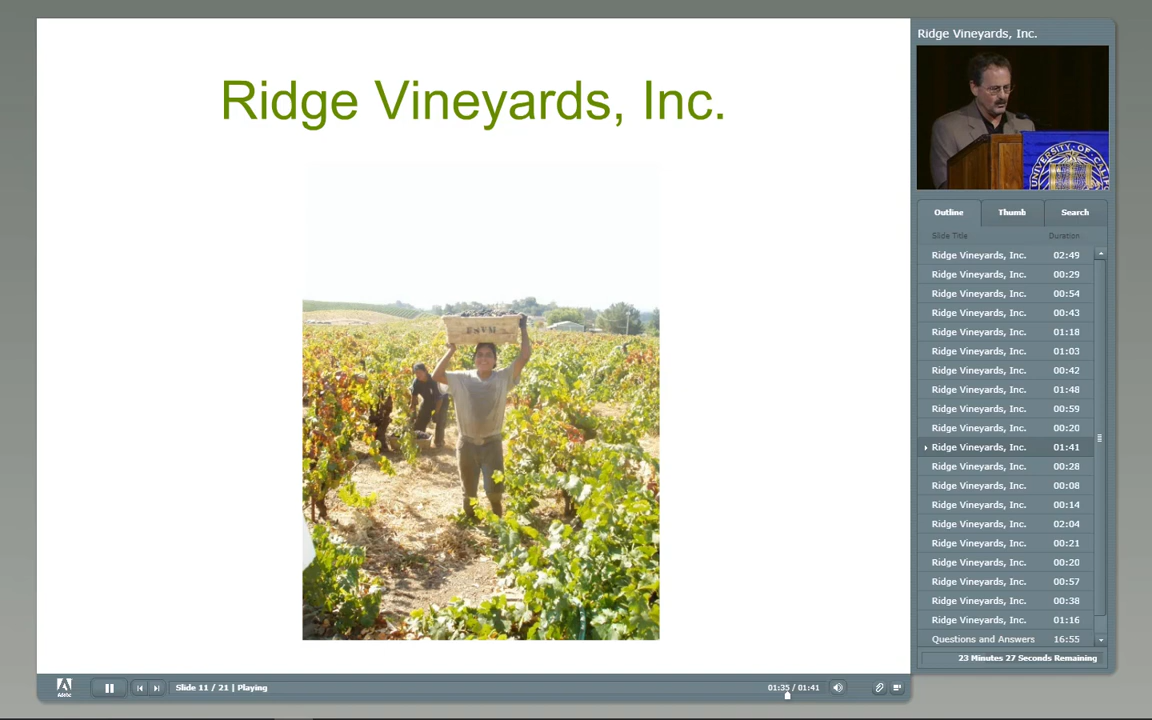 Ridge Vineyards, Inc.
ESVM
Ridge Vineyards, Inc.
UNIVERSITY OF CALIF
Outline Thumb Search
Slide Title Duration
Ridge Vineyards, Inc. 02:49
Ridge Vineyards, Inc. 00:29
Ridge Vineyards, Inc. 00:54
Ridge Vineyards, Inc. 00:43
Ridge Vineyards, Inc. 01:18
Ridge Vineyards, Inc. 01:03
Ridge Vineyards, Inc. 00:42
Ridge Vineyards, Inc. 01:48
Ridge Vineyards, Inc. 00:59
Ridge Vineyards, Inc. 00:20
Ridge Vineyards, Inc. 01:41
Ridge Vineyards, Inc. 00:28
Ridge Vineyards, Inc. 00:08
Ridge Vineyards, Inc. 00:14
Ridge Vineyards, Inc. 02:04
Ridge Vineyards, Inc. 00:21
Ridge Vineyards, Inc. 00:20
Ridge Vineyards, Inc. 00:57
Ridge Vineyards, Inc. 00:38
Ridge Vineyards, Inc. 01:16
Questions and Answers 16:55
23 Minutes 27 Seconds Remaining
Adobe
Slide 11 / 21 | Playing
01:35 / 01:41